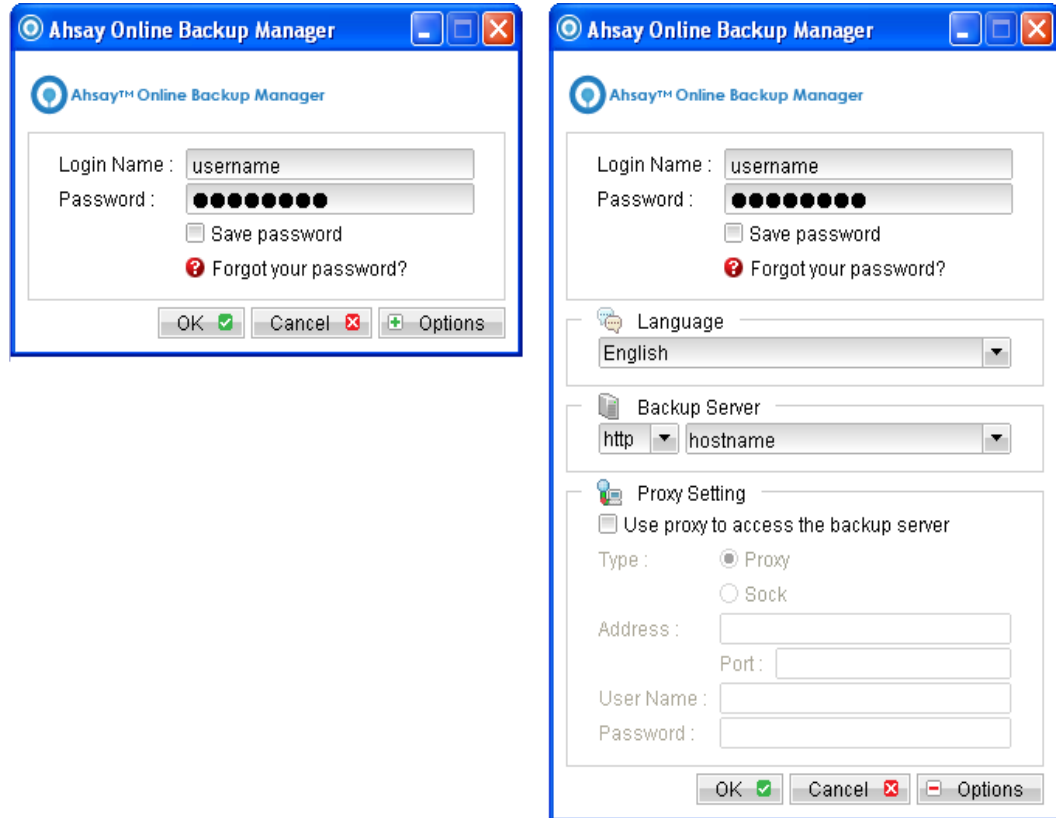 Ahsay Online Backup Manager
Ahsay™ Online Backup Manager
Login Name : username
Password : ●●●●●●●●
Save password
Forgot your password?
OK Cancel Options
Ahsay Online Backup Manager
Ahsay™ Online Backup Manager
Login Name : username
Password : ●●●●●●●●
Save password
Forgot your password?
Language
English
Backup Server
http hostname
Proxy Setting
Use proxy to access the backup server
Type : Proxy
Sock
Address :
Port :
User Name :
Password :
OK Cancel Options